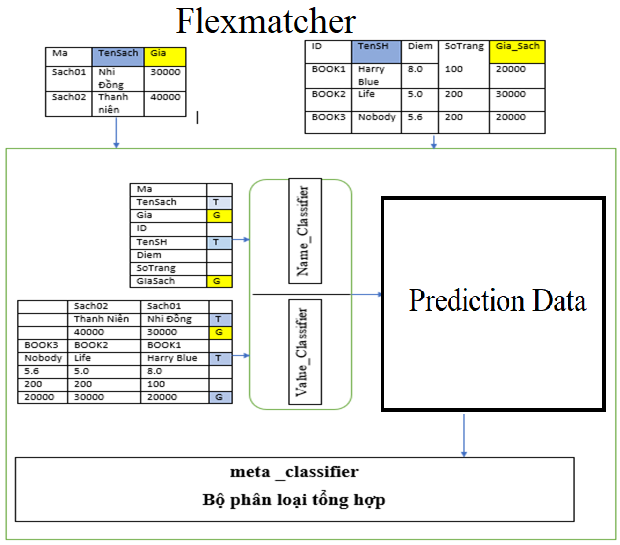 Flexmatcher
Ma TenSach Gia
Sach01 Nhi Đồng 30000
Sach02 Thanh niên 40000
ID TenSH Diem SoTrang Gia_Sach
BOOK1 Harry Blue 8.0 100 20000
BOOK2 Life 5.0 200 30000
BOOK3 Nobody 5.6 200 20000
Ma
TenSach T
Gia G
ID
TenSH T
Diem
SoTrang
GiaSach G
Sach02 Sach01
Thanh Niên Nhi Đồng T
40000 30000 G
BOOK3 BOOK2 BOOK1
Nobody Life Harry Blue T
5.6 5.0 8.0
200 200 100
20000 30000 20000 G
Name_Classifier
Value_Classifier
Prediction Data
meta _classifier
Bộ phân loại tổng hợp